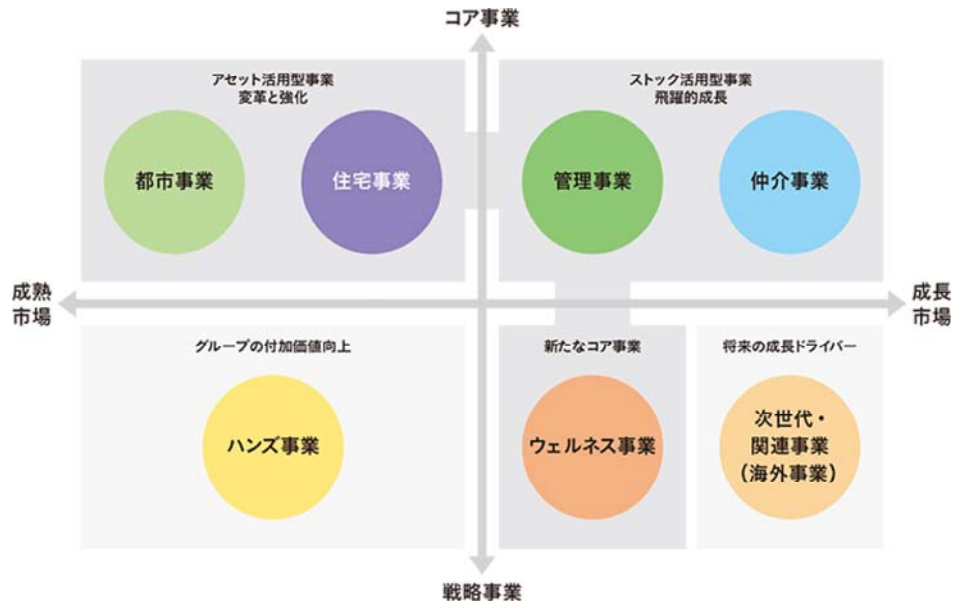 コア事業
アセット活用型事業
変革と強化
ストック活用型事業
飛躍的成長
都市事業
住宅事業
管理事業
仲介事業
成熟
市場
成長
市場
グループの付加価値向上
新たなコア事業
将来の成長ドライバー
ハンズ事業
ウェルネス事業
次世代・
関連事業
(海外事業)
戦略事業